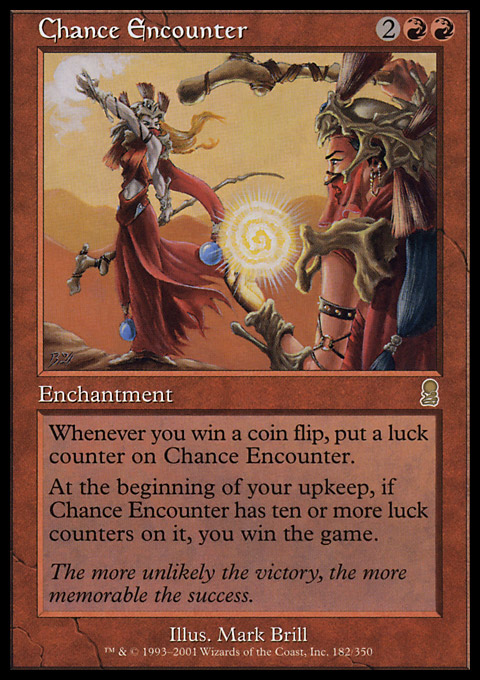 Chance Encounter
2
Enchantment
Whenever you win a coin flip, put a luck
counter on Chance Encounter.
At the beginning of your upkeep, if
Chance Encounter has ten or more luck
counters on it, you win the game.
The more unlikely the victory, the more
memorable the success.
Illus. Mark Brill
™ & © 1993–2001 Wizards of the Coast, Inc. 182/350